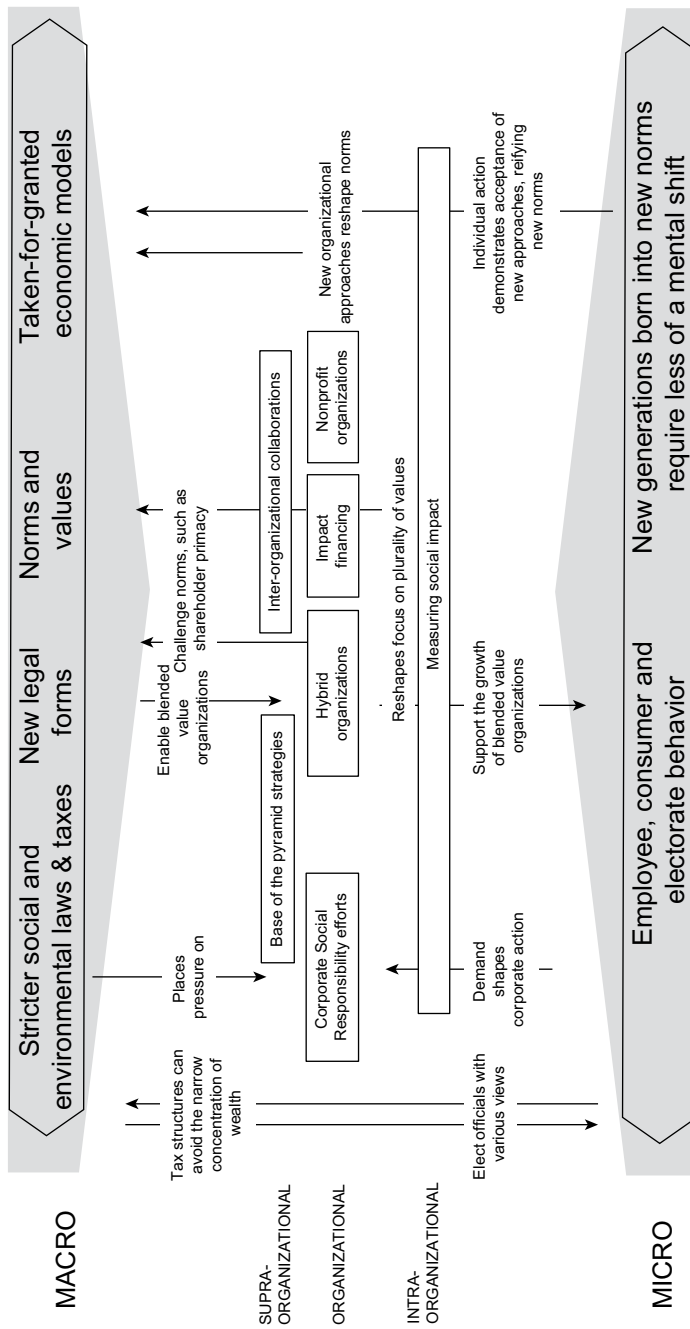 MACRO
Stricter social and
environmental laws & taxes
New legal
forms
Norms and
values
Taken-for-granted
economic models
Tax structures can
avoid the narrow
concentration of
wealth
Places
pressure on
Enable blended
value
organizations
Challenge norms, such as
shareholder primacy
SUPRA-
ORGANIZATIONAL
Base of the pyramid strategies
Inter-organizational collaborations
ORGANIZATIONAL
Corporate Social
Responsibility efforts
Hybrid
organizations
Impact
financing
Nonprofit
organizations
New organizational
approaches reshape norms
Reshapes focus on plurality of values
INTRA-
ORGANIZATIONAL
Measuring social impact
Elect officials with
various views
Demand
shapes
corporate action
Support the growth
of blended value
organizations
Individual action
demonstrates acceptance of
new approaches, reifying
new norms
MICRO
Employee, consumer and
electorate behavior
New generations born into new norms
require less of a mental shift